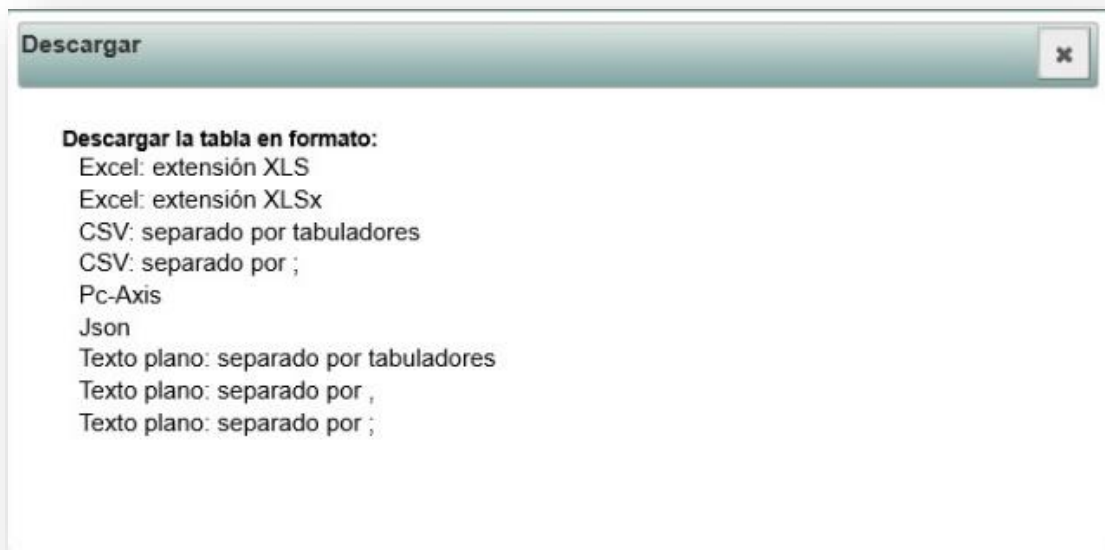 Descargar
Descargar la tabla en formato:
Excel: extensión XLS
Excel: extensión XLSx
CSV: separado por tabuladores
CSV: separado por ;
Pc-Axis
Json
Texto plano: separado por tabuladores
Texto plano: separado por ,
Texto plano: separado por ;